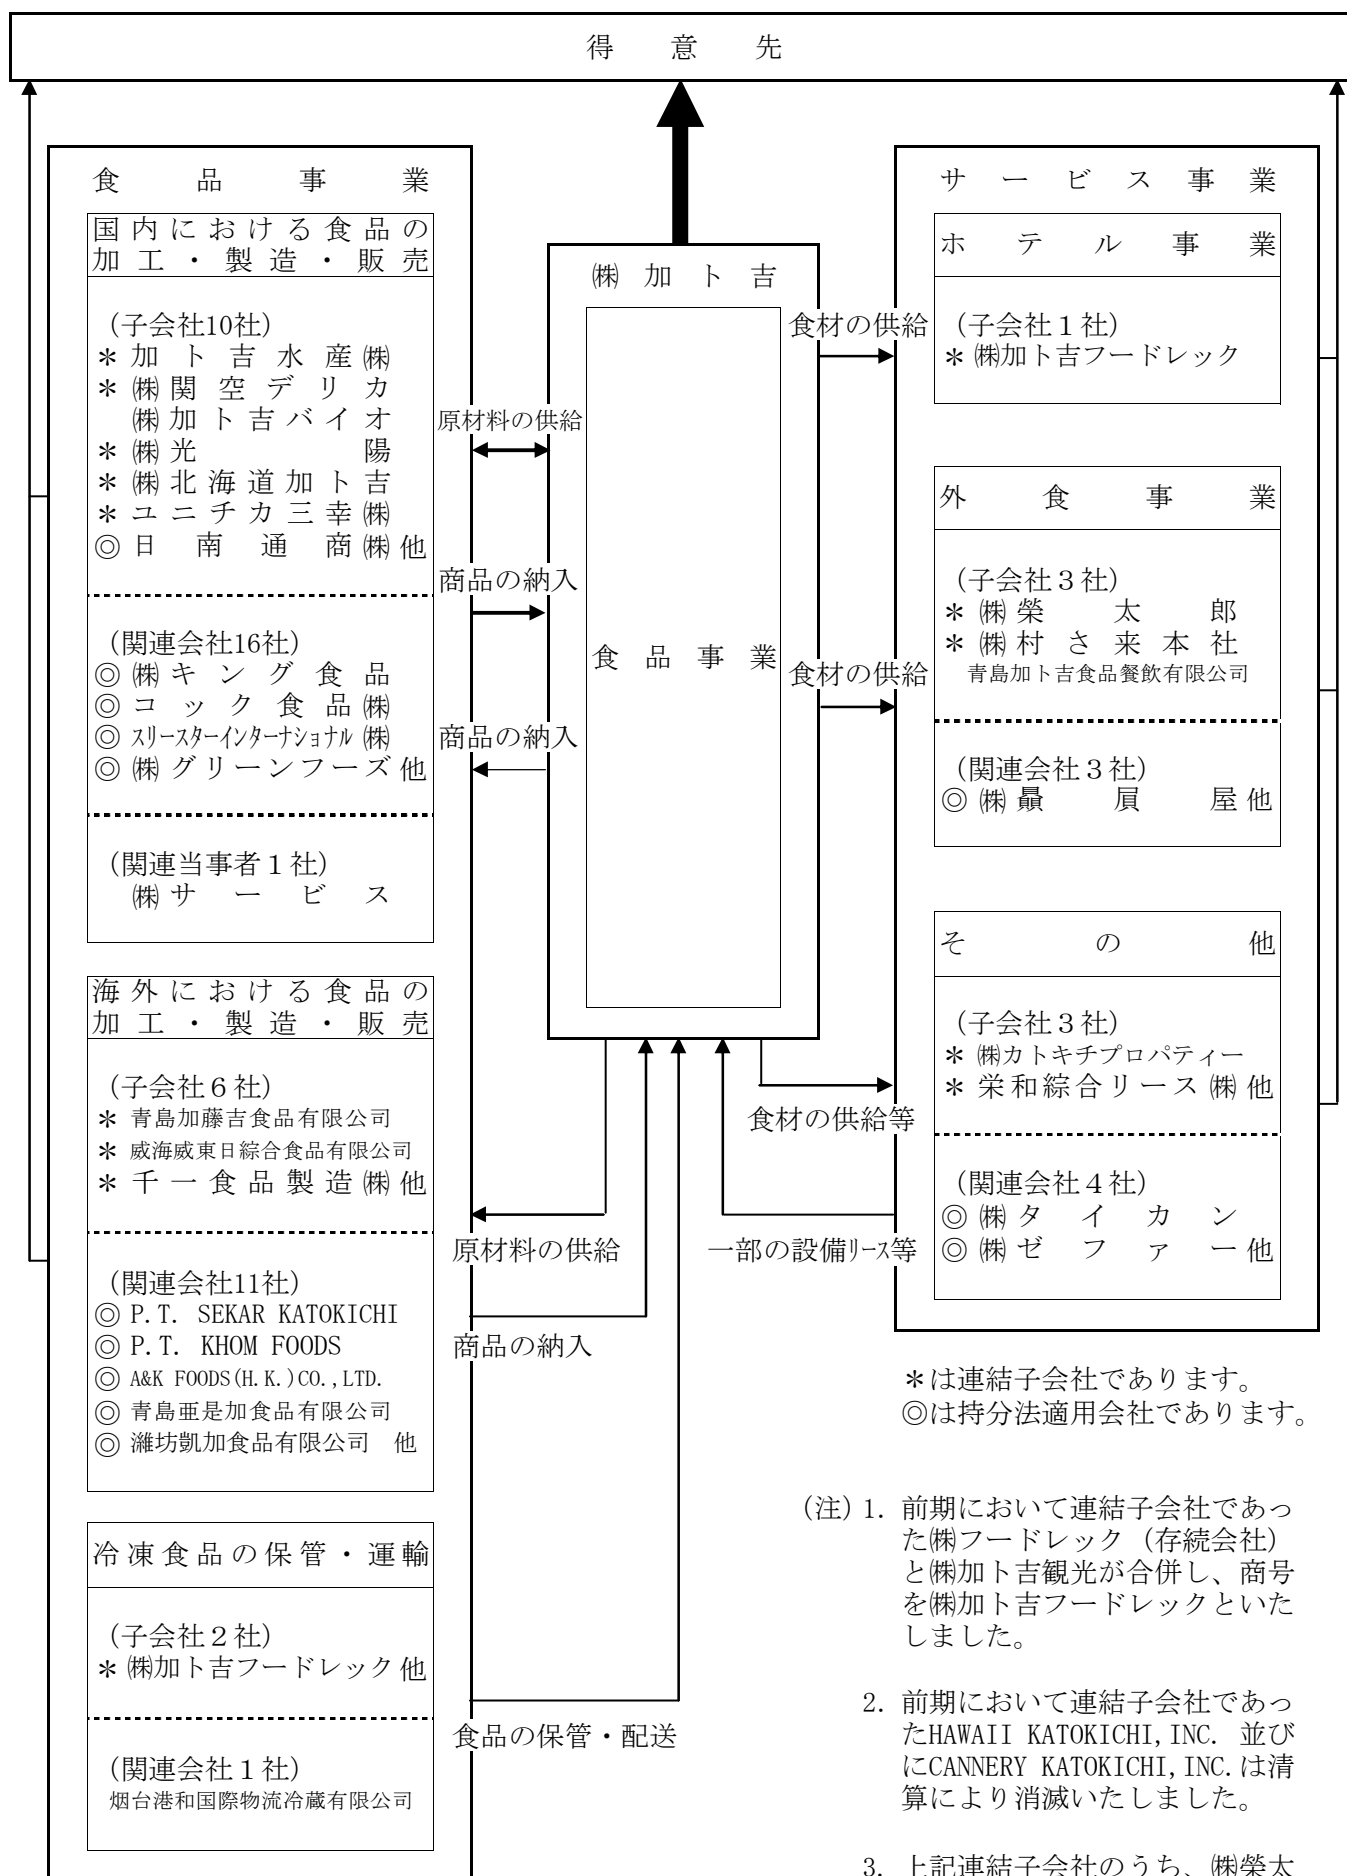 得意先
食品事業
国内における食品の
加工・製造・販売
（子会社10社）
＊加ト吉水産㈱
＊㈱関空デリカ
㈱加ト吉バイオ
＊㈱光陽
＊㈱北海道加ト吉
＊ユニチカ三幸㈱
◎日南通商㈱他
（関連会社16社）
◎㈱キング食品
◎コック食品㈱
◎スリースターインターナショナル㈱
◎㈱グリーンフーズ他
（関連当事者１社）
㈱サービス
海外における食品の
加工・製造・販売
（子会社６社）
＊青島加藤吉食品有限公司
＊威海威東日綜合食品有限公司
＊千一食品製造㈱他
（関連会社11社）
◎P.T. SEKAR KATOKICHI
◎P.T. KHOM FOODS
◎A&K FOODS(H.K.)CO.,LTD.
◎青島亜是加食品有限公司
◎濰坊凱加食品有限公司　他
冷凍食品の保管・運輸
（子会社２社）
＊㈱加ト吉フードレック他
（関連会社１社）
烟台港和国際物流冷蔵有限公司
原材料の供給
商品の納入
商品の納入
㈱加ト吉
食品事業
原材料の供給
商品の納入
食品の保管・配送
食材の供給
食材の供給
食材の供給等
一部の設備ﾘｰｽ等
サービス事業
ホテル事業
（子会社１社）
＊㈱加ト吉フードレック
外食事業
（子会社３社）
＊㈱榮太郎
＊㈱村さ来本社
青島加ト吉食品餐飲有限公司
（関連会社３社）
◎㈱贔屓屋他
その他
（子会社３社）
＊㈱カトキチプロパティー
＊栄和綜合リース㈱他
（関連会社４社）
◎㈱タイカン
◎㈱ゼファー他
＊は連結子会社であります。
◎は持分法適用会社であります。
（注）1. 前期において連結子会社であっ
た㈱フードレック（存続会社）
と㈱加ト吉観光が合併し、商号
を㈱加ト吉フードレックといた
しました。
2. 前期において連結子会社であっ
たHAWAII KATOKICHI,INC. 並び
にCANNERY KATOKICHI,INC.は清
算により消滅いたしました。
3. 上記連結子会社のうち、㈱榮太